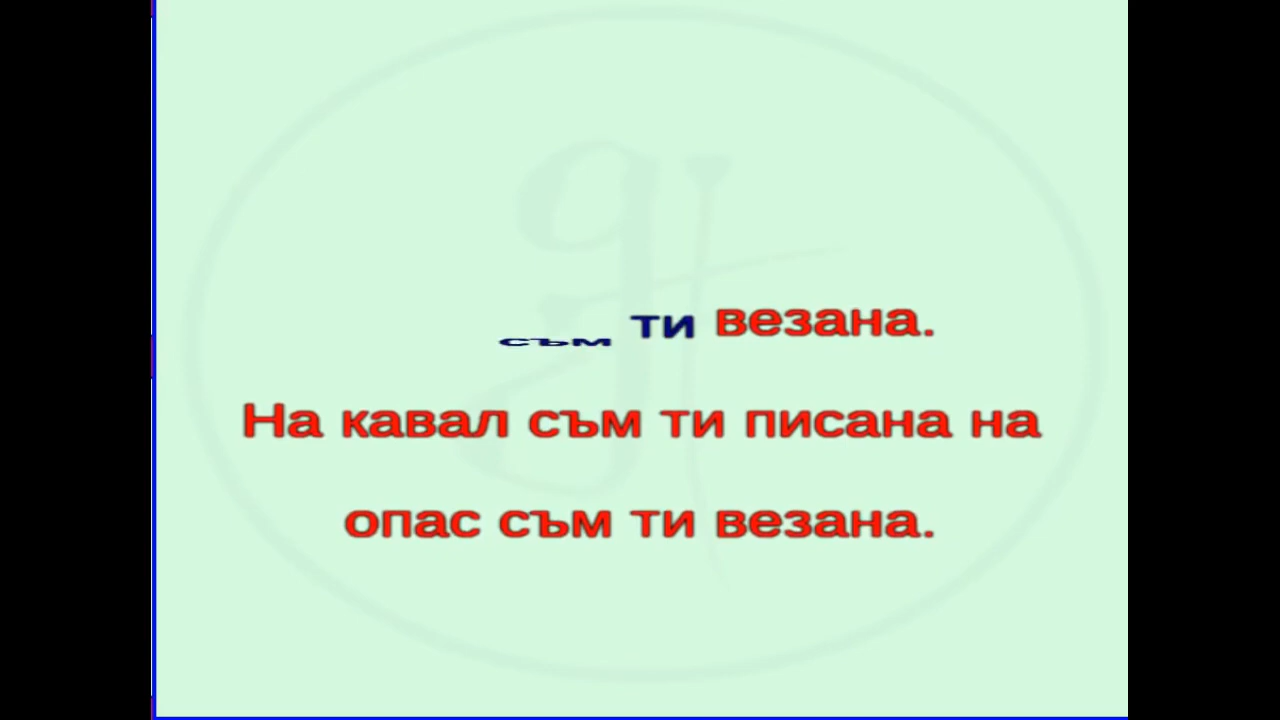 съм ти везана.
На кавал съм ти писана на
опас съм ти везана.